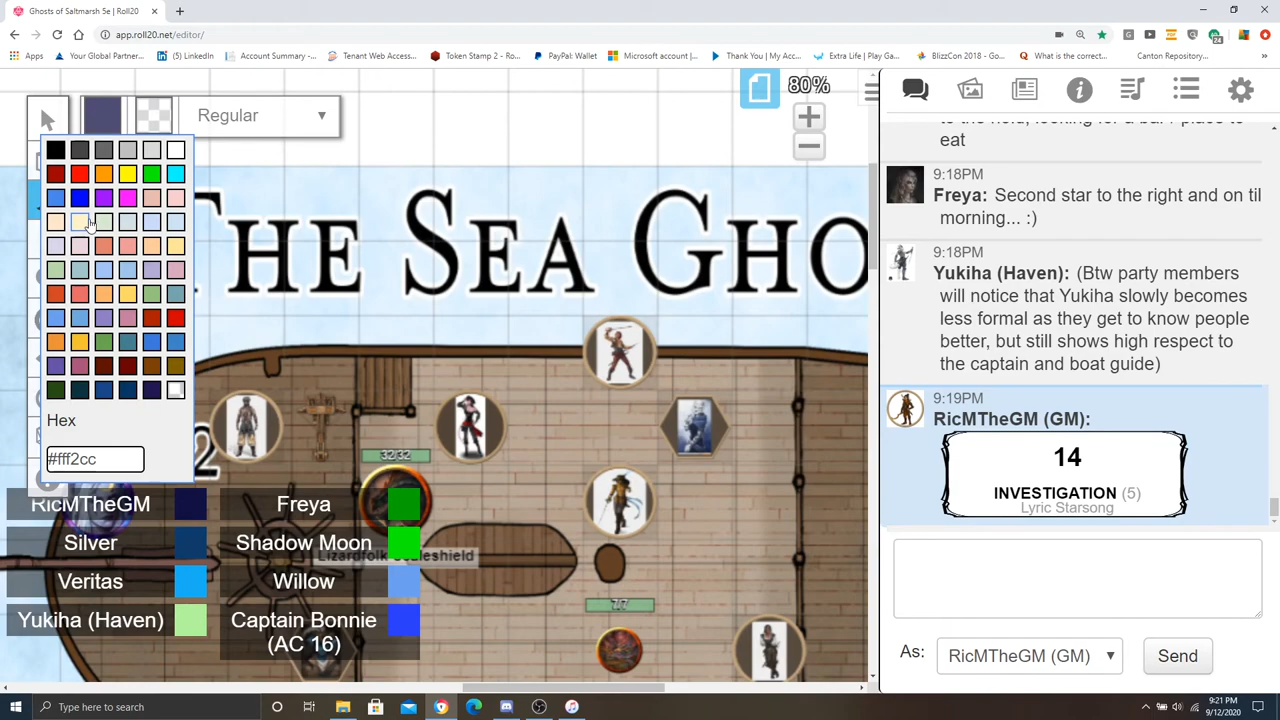 Ghosts of Saltmarsh 5e | Roll20
app.roll20.net/editor/
Apps
Your Global Partner...
(5) LinkedIn
Account Summary -...
Tenant Web Access...
Token Stamp 2 - Ro...
PayPal: Wallet
Microsoft account /...
Thank You | My Acc...
Extra Life | Play Ga...
BlizzCon 2018 - Go...
What is the correct...
Canton Repository...
Regular
80%
eat
9:18PM
Freya: Second star to the right and on til
morning... :)
THE SEA GHO
9:18PM
Yukiha (Haven): (Btw party members
will notice that Yukiha slowly becomes
less formal as they get to know people
better, but still shows high respect to
the captain and boat guide)
9:19PM
RicMTheGM (GM):
14
INVESTIGATION (5)
Lyric Starsong
Hex
#fff2cc
32/32
RicMTheGM
Freya
Silver
Shadow Moon
Veritas
Willow
Yukiha (Haven)
Captain Bonnie
(AC 16)
7/7
As:
RicMTheGM (GM)
Send
Type here to search
9:21 PM
9/12/2020